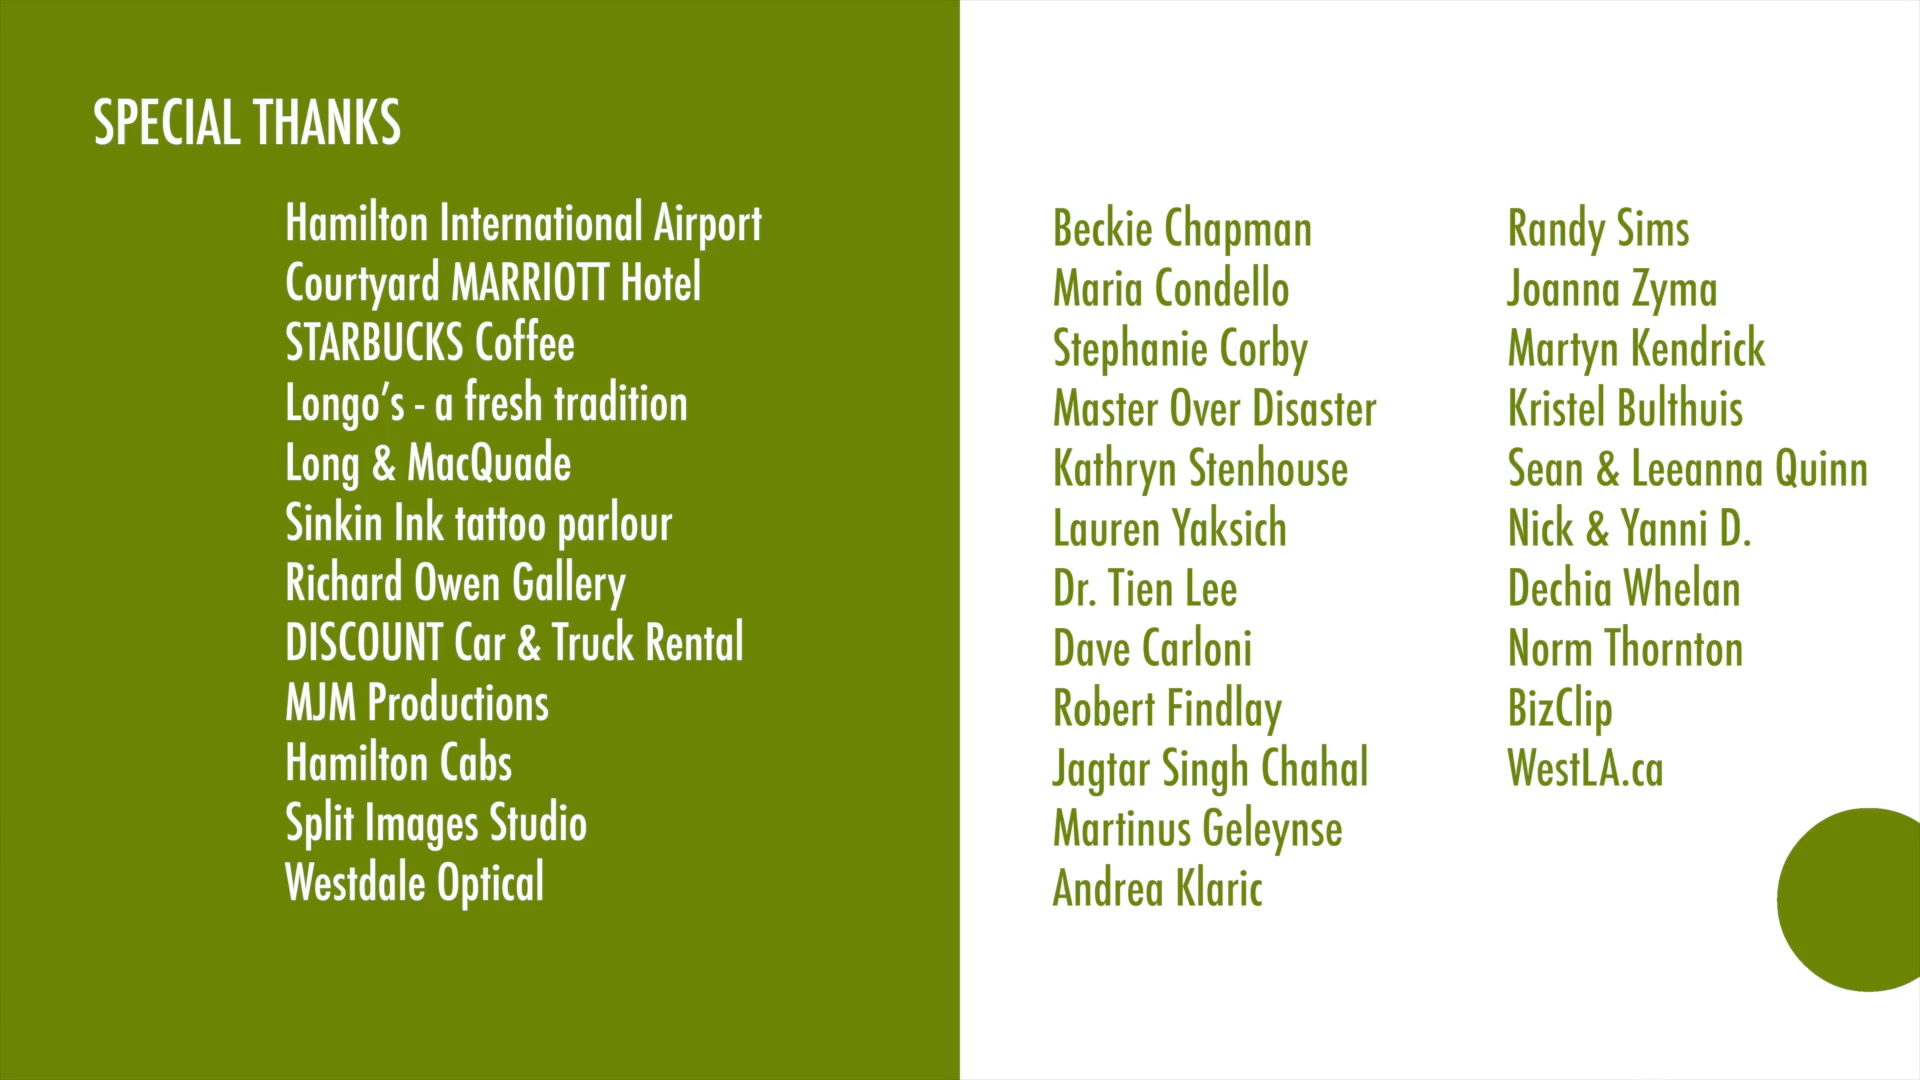 SPECIAL THANKS
Hamilton International Airport
Courtyard MARRIOTT Hotel
STARBUCKS Coffee
Longo’s - a fresh tradition
Long & MacQuade
Sinkin Ink tattoo parlour
Richard Owen Gallery
DISCOUNT Car & Truck Rental
MJM Productions
Hamilton Cabs
Split Images Studio
Westdale Optical
Beckie Chapman
Maria Condello
Stephanie Corby
Master Over Disaster
Kathryn Stenhouse
Lauren Yaksich
Dr. Tien Lee
Dave Carloni
Robert Findlay
Jagtar Singh Chahal
Martinus Geleynse
Andrea Klaric
Randy Sims
Joanna Zyma
Martyn Kendrick
Kristel Bulthuis
Sean & Leeanna Quinn
Nick & Yanni D.
Dechia Whelan
Norm Thornton
BizClip
WestLA.ca